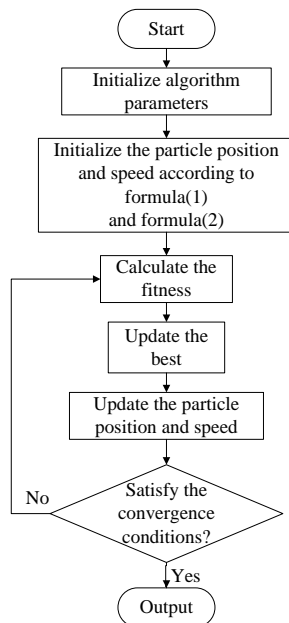 Start
Initialize algorithm
parameters
Initialize the particle position
and speed according to
formula(1)
and formula(2)
Calculate the
fitness
Update the
best
Update the particle
position and speed
Satisfy the
convergence
conditions?
No
Yes
Output